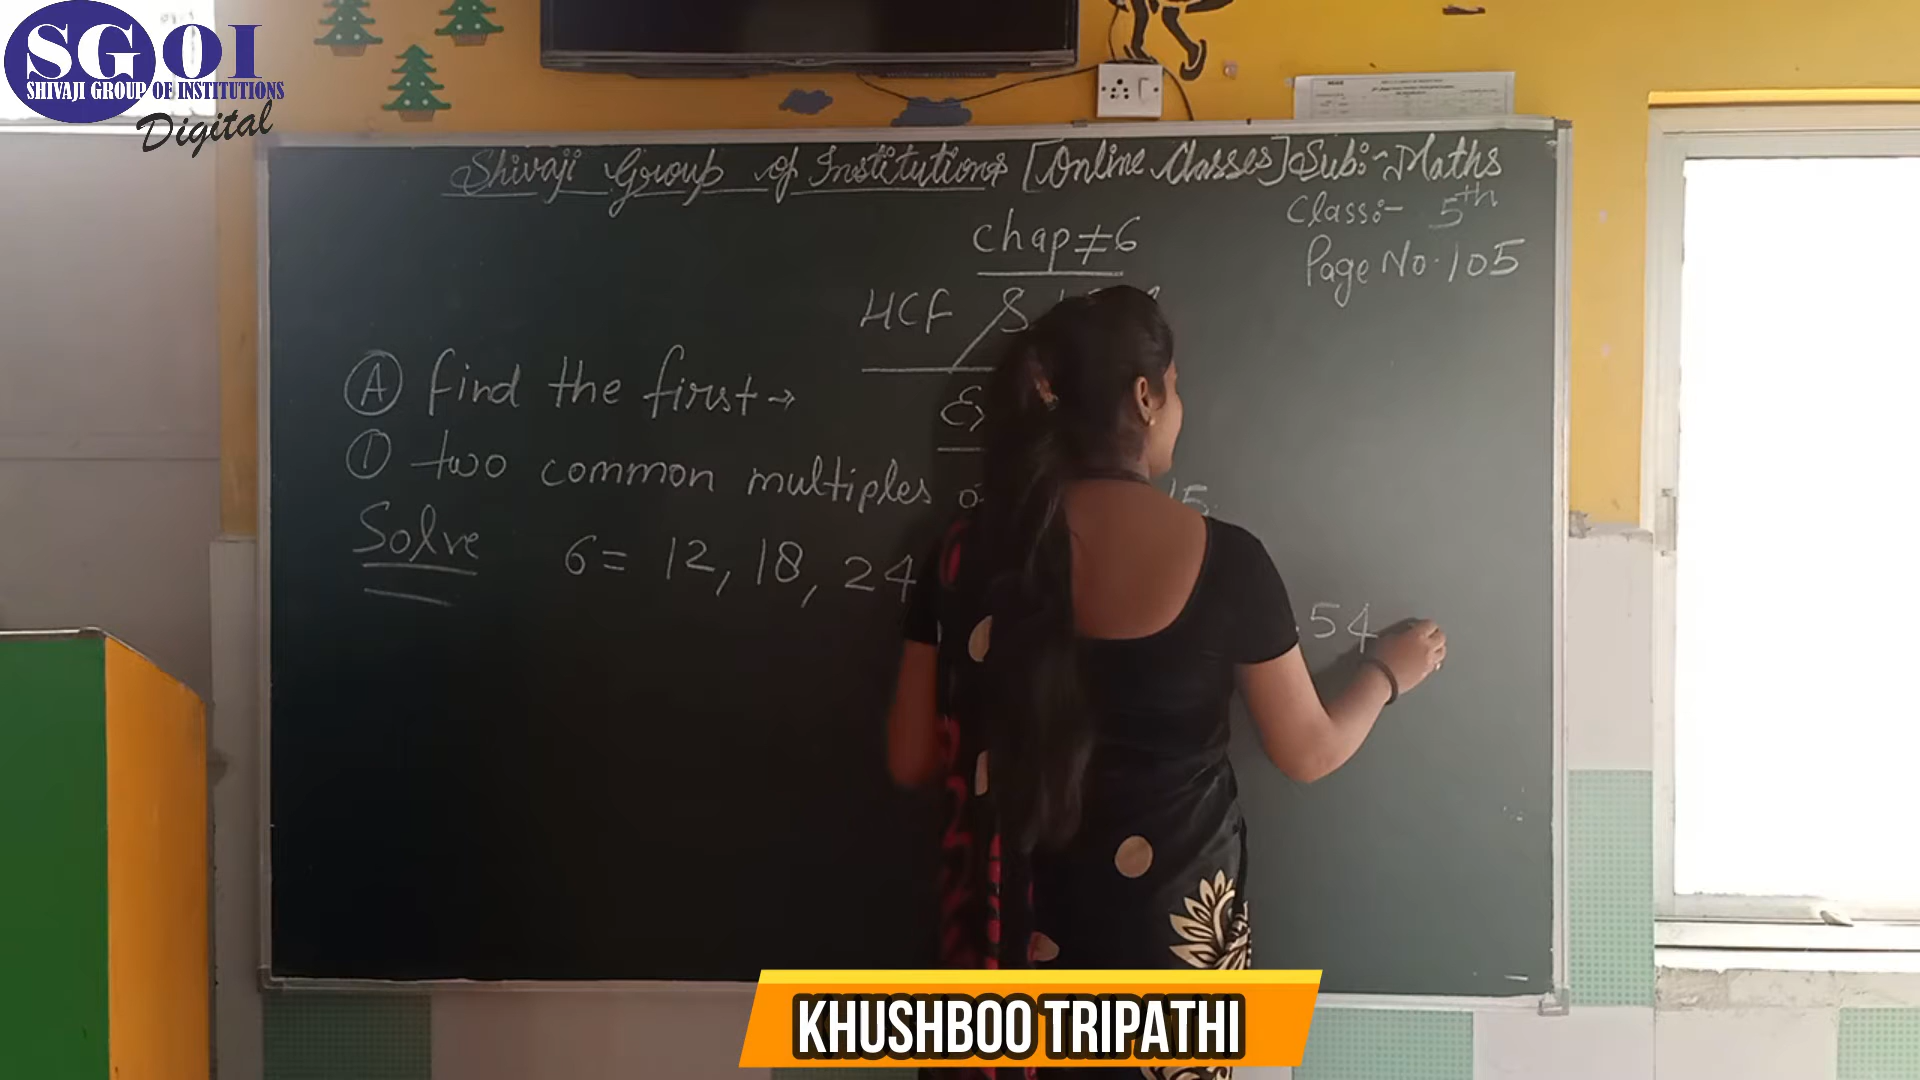 SGOI
SHIVAJI GROUP OF INSTITUTIONS
Digital
Shivaji Group of Institutions [Online Classes] Sub:- Maths
Class:- 5th
Page No. 105
Chap ≠ 6
HCF &
(A) find the first →
(1) two common multiples 15.
Solve 6 = 12, 18, 24
54
KHUSHBOO TRIPATHI